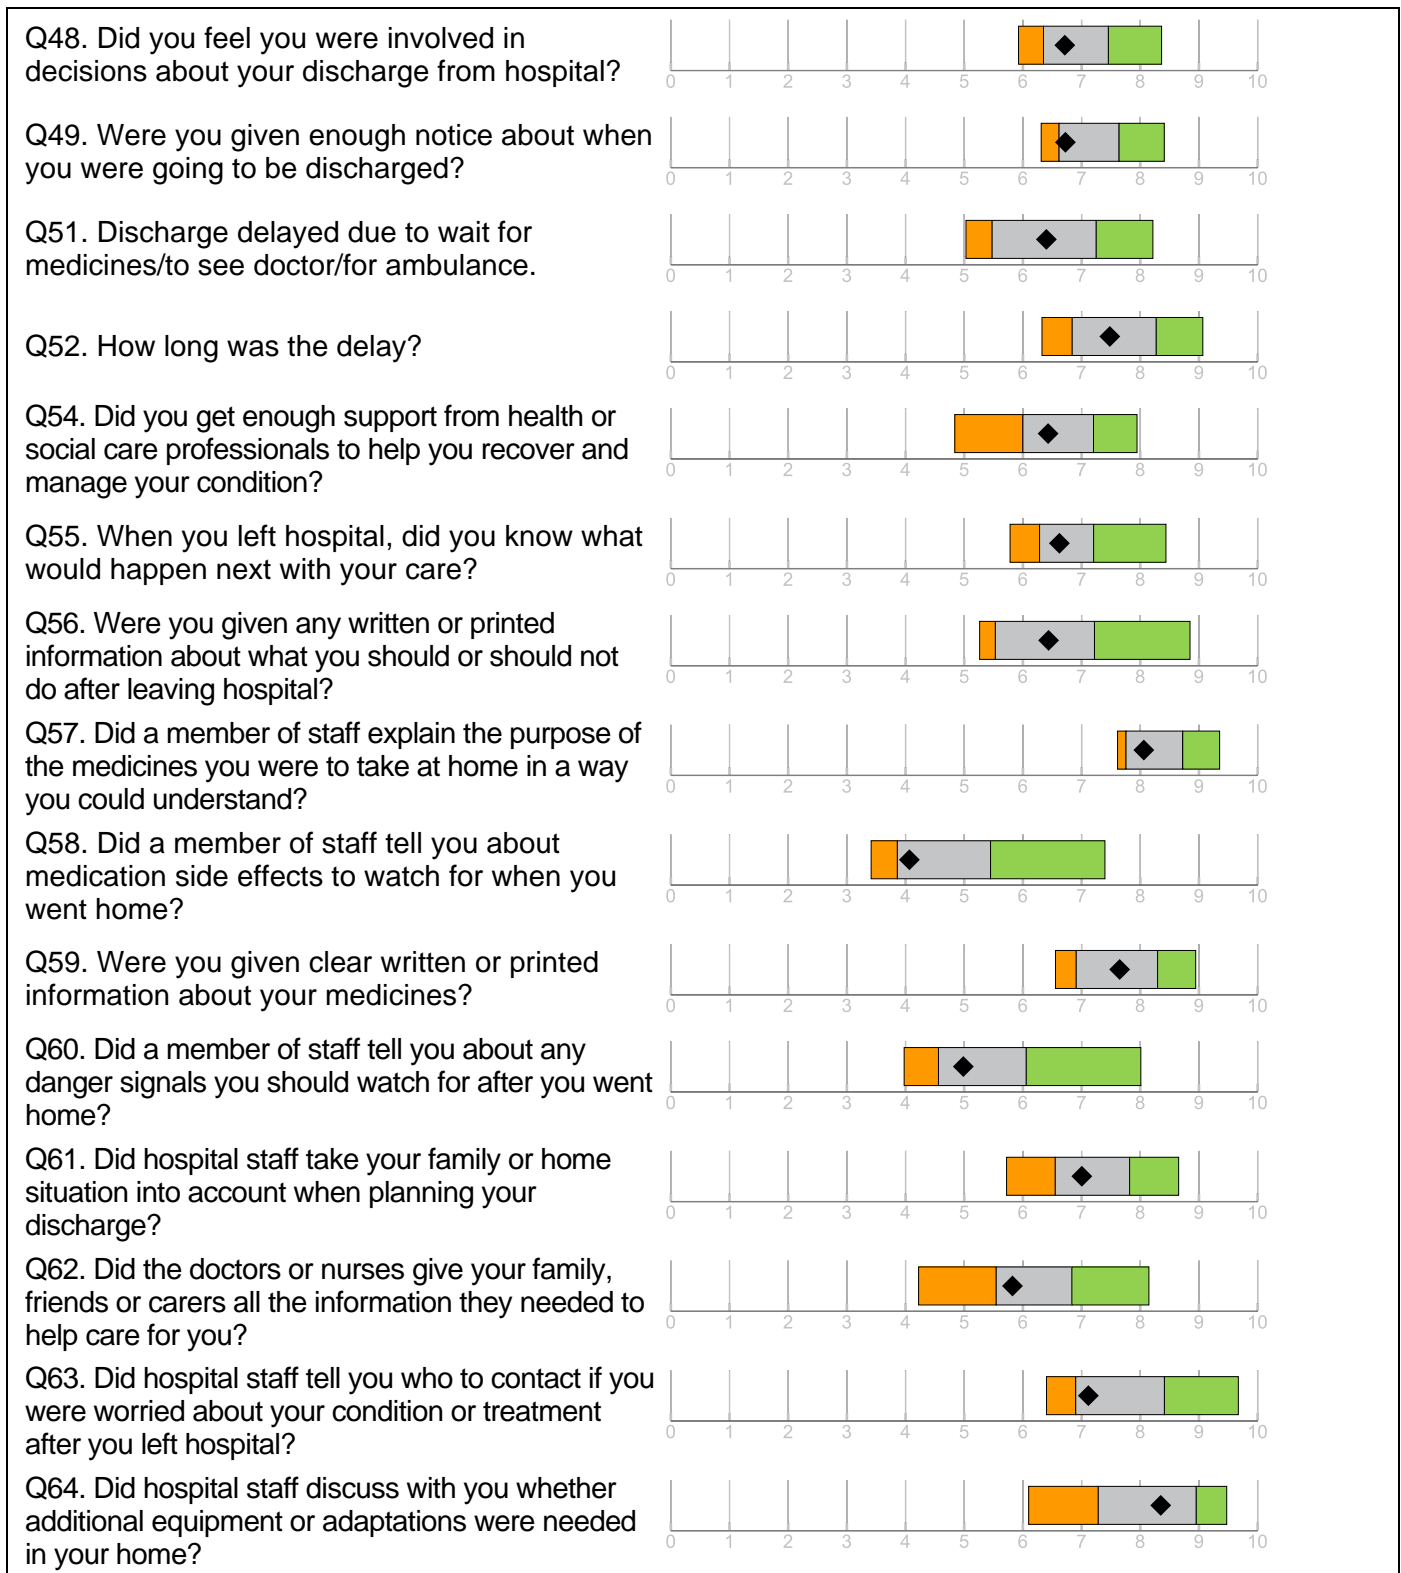 Q48. Did you feel you were involved in
decisions about your discharge from hospital?
0 1 2 3 4 5 6 7 8 9 10
Q49. Were you given enough notice about when
you were going to be discharged?
0 1 2 3 4 5 6 7 8 9 10
Q51. Discharge delayed due to wait for
medicines/to see doctor/for ambulance.
0 1 2 3 4 5 6 7 8 9 10
Q52. How long was the delay?
0 1 2 3 4 5 6 7 8 9 10
Q54. Did you get enough support from health or
social care professionals to help you recover and
manage your condition?
0 1 2 3 4 5 6 7 8 9 10
Q55. When you left hospital, did you know what
would happen next with your care?
0 1 2 3 4 5 6 7 8 9 10
Q56. Were you given any written or printed
information about what you should or should not
do after leaving hospital?
0 1 2 3 4 5 6 7 8 9 10
Q57. Did a member of staff explain the purpose of
the medicines you were to take at home in a way
you could understand?
0 1 2 3 4 5 6 7 8 9 10
Q58. Did a member of staff tell you about
medication side effects to watch for when you
went home?
0 1 2 3 4 5 6 7 8 9 10
Q59. Were you given clear written or printed
information about your medicines?
0 1 2 3 4 5 6 7 8 9 10
Q60. Did a member of staff tell you about any
danger signals you should watch for after you went
home?
0 1 2 3 4 5 6 7 8 9 10
Q61. Did hospital staff take your family or home
situation into account when planning your
discharge?
0 1 2 3 4 5 6 7 8 9 10
Q62. Did the doctors or nurses give your family,
friends or carers all the information they needed to
help care for you?
0 1 2 3 4 5 6 7 8 9 10
Q63. Did hospital staff tell you who to contact if you
were worried about your condition or treatment
after you left hospital?
0 1 2 3 4 5 6 7 8 9 10
Q64. Did hospital staff discuss with you whether
additional equipment or adaptations were needed
in your home?
0 1 2 3 4 5 6 7 8 9 10